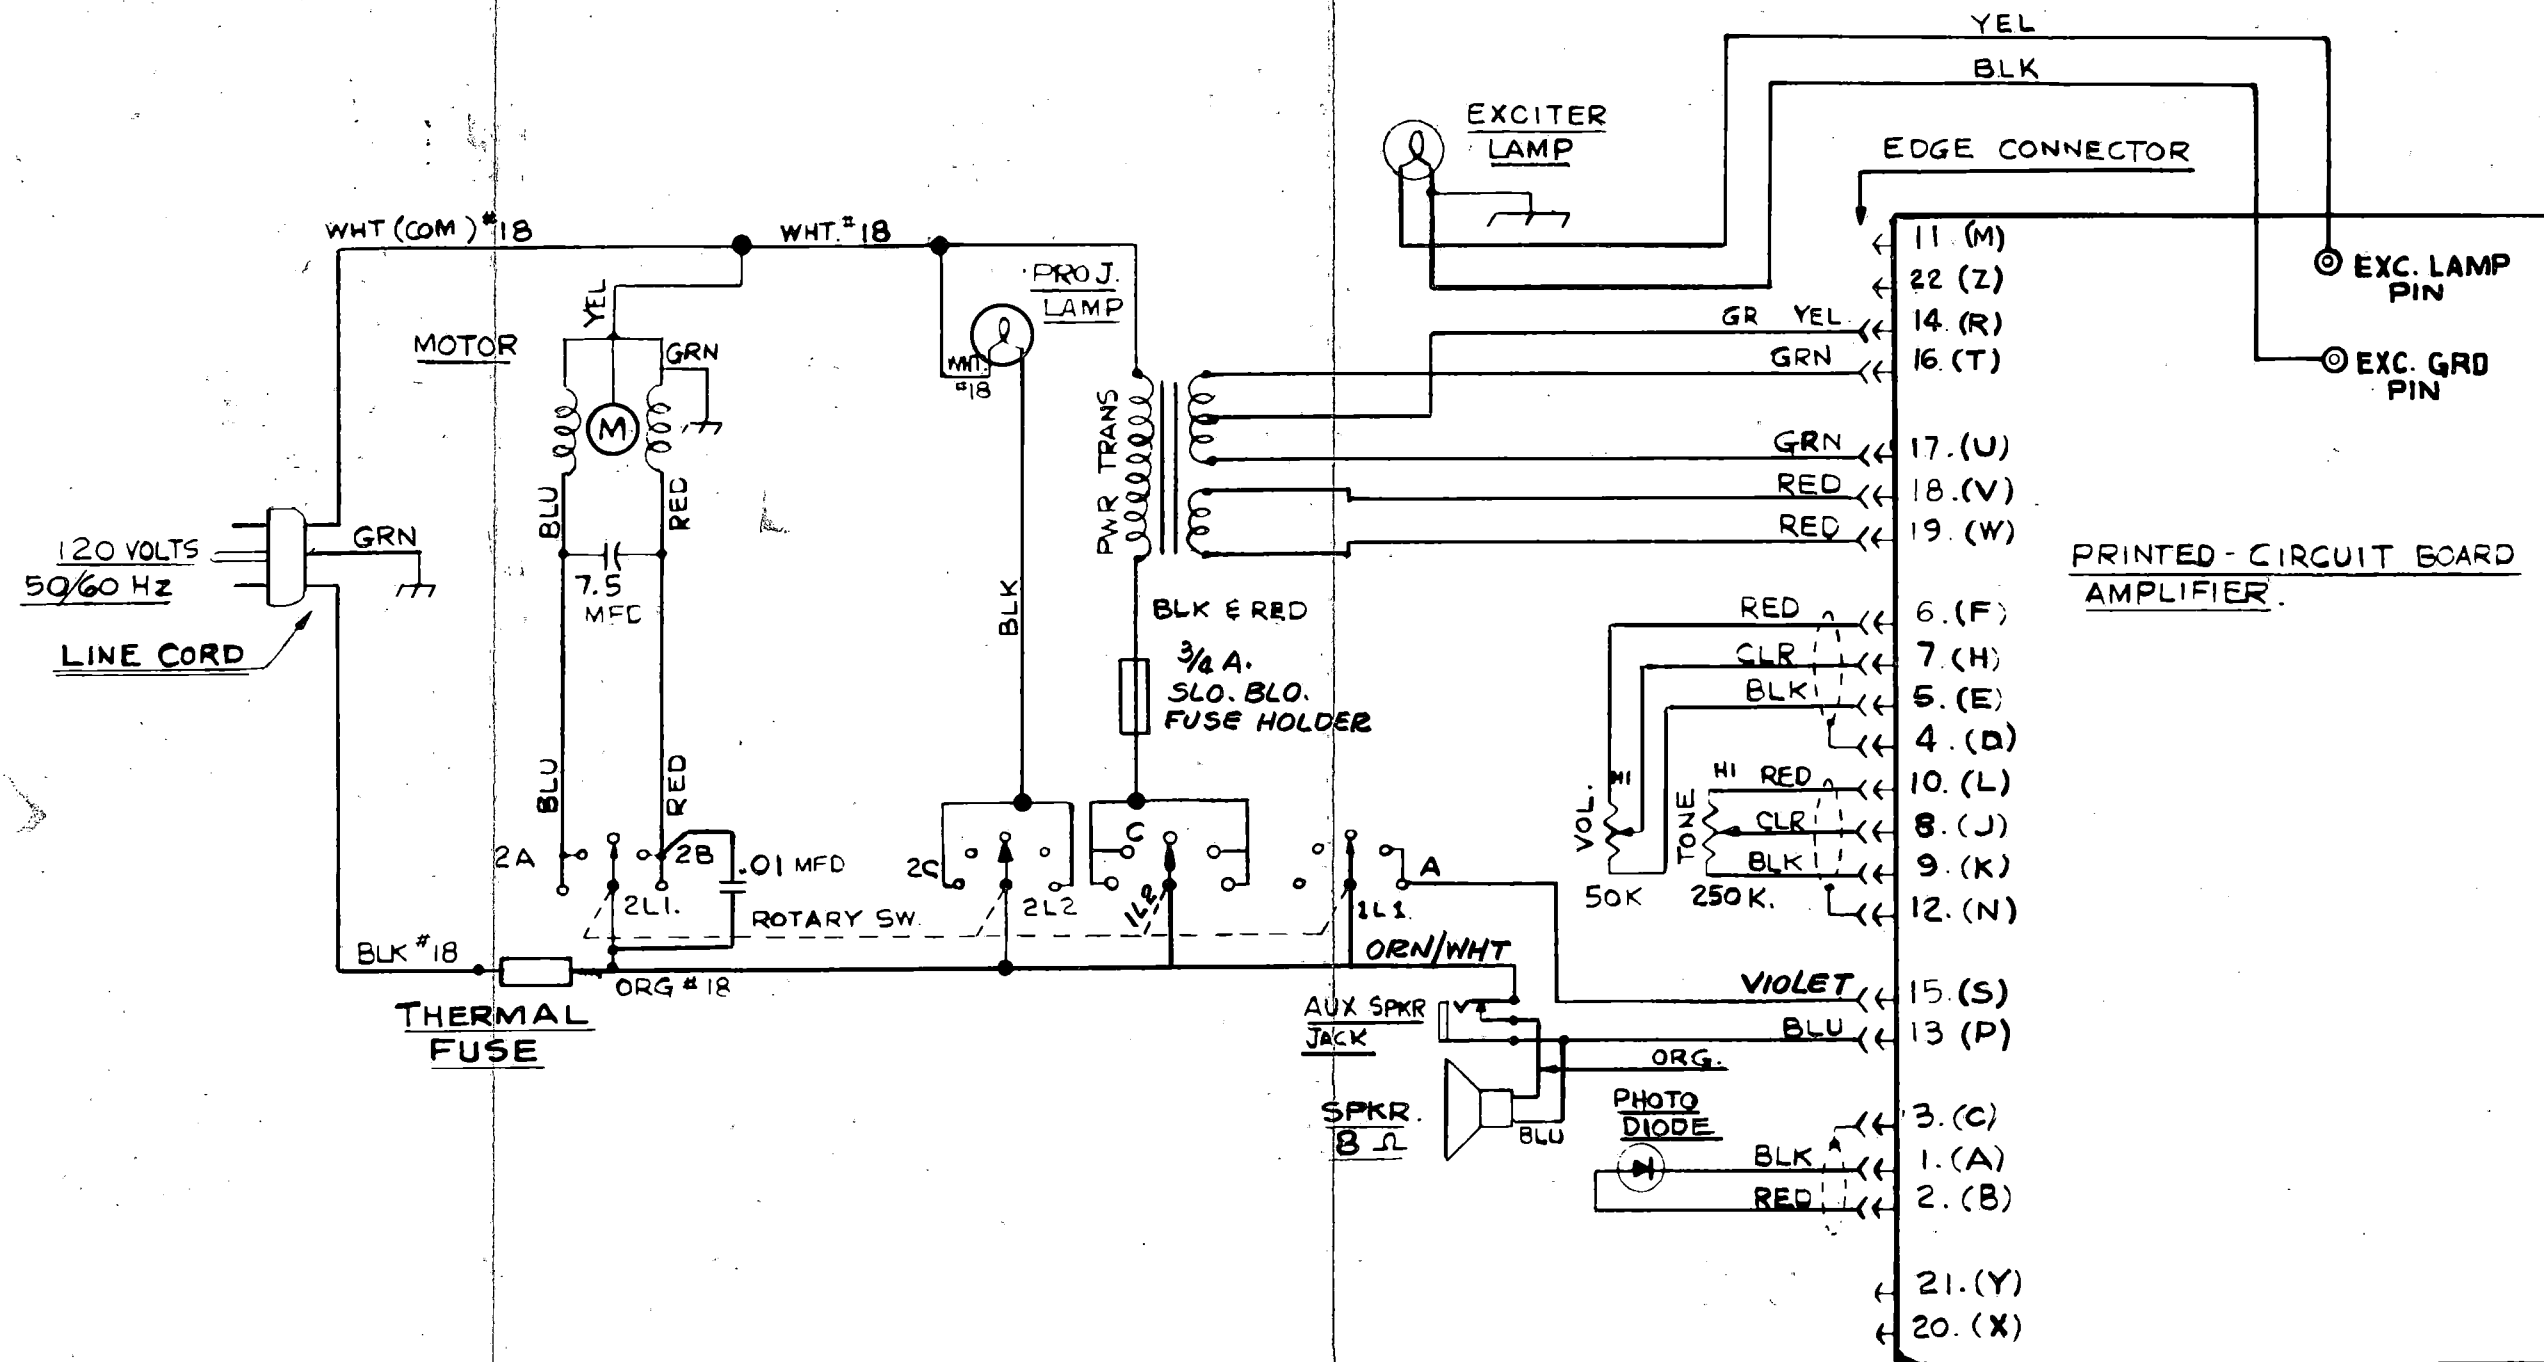 YEL
BLK
EXCITER
LAMP
EDGE CONNECTOR
WHT (COM) #18
WHT. #18
11 (M)
22 (Z)
GR YEL
14. (R)
GRN
16. (T)
EXC. LAMP
PIN
EXC. GRD
PIN
PROJ.
LAMP
WHT.
#18
YEL
MOTOR
GRN
M
PWR TRANS
GRN
17. (U)
RED
18. (V)
RED
19. (W)
PRINTED-CIRCUIT BOARD
AMPLIFIER.
BLU
RED
GRN
120 VOLTS
50/60 Hz
LINE CORD
7.5
MFD
BLK
BLK & RED
3/4 A.
SLO. BLO.
FUSE HOLDER
RED
6. (F)
CLR
7. (H)
BLK
5. (E)
4. (D)
HI
HI RED
10. (L)
VOL.
TONE
CLR
8. (J)
BLK
9. (K)
50K
250K.
12. (N)
BLU
RED
2A
2B
.01 MFD
2L1.
ROTARY SW.
2C
2L2
C
1L2
A
1L1.
BLK #18
ORG #18
THERMAL
FUSE
ORN/WHT
VIOLET
15. (S)
AUX SPKR
JACK
BLU
13 (P)
ORG.
SPKR.
8 Ω
BLU
PHOTO
DIODE
3. (C)
BLK
1. (A)
RED
2. (B)
21. (Y)
20. (X)